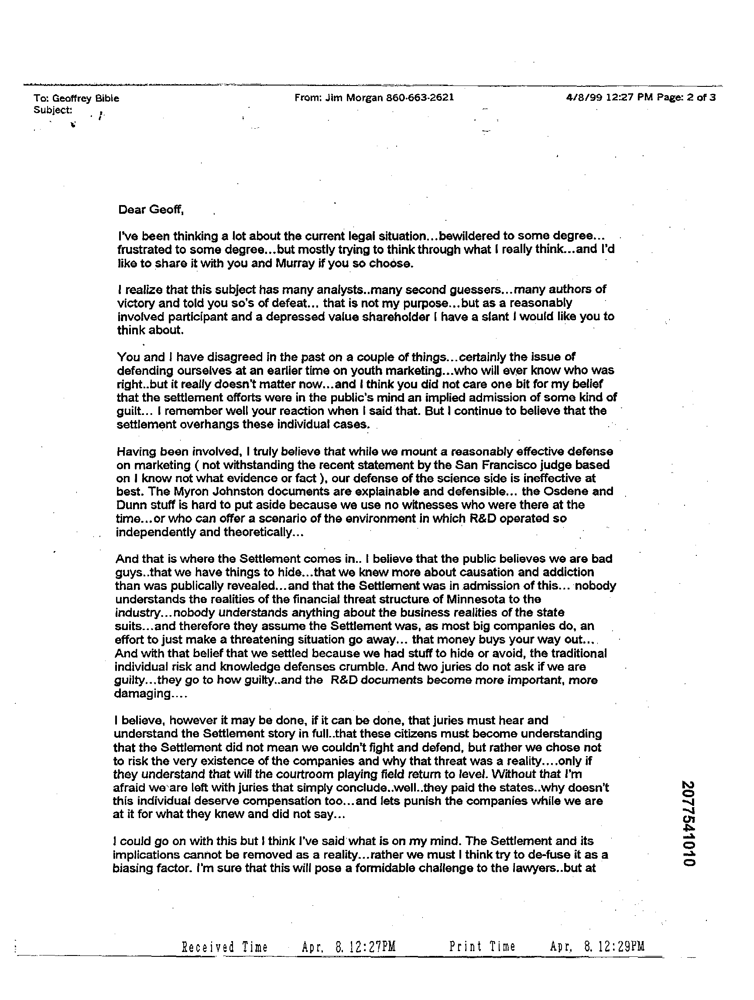 To: Geoffrey Bible From: Jim Morgan 860-663-2621 4/8/99 12:27 PM Page: 2 of 3
Subject:
Dear Geoff,
I've been thinking a lot about the current legal situation...bewildered to some degree...
frustrated to some degree...but mostly trying to think through what I really think...and I'd
like to share it with you and Murray if you so choose.
I realize that this subject has many analysts..many second guessers...many authors of
victory and told you so's of defeat... that is not my purpose...but as a reasonably
involved participant and a depressed value shareholder I have a slant I would like you to
think about.
You and I have disagreed in the past on a couple of things...certainly the issue of
defending ourselves at an earlier time on youth marketing...who will ever know who was
right..but it really doesn't matter now...and I think you did not care one bit for my belief
that the settlement efforts were in the public's mind an implied admission of some kind of
guilt... I remember well your reaction when I said that. But I continue to believe that the
settlement overhangs these individual cases.
Having been involved, I truly believe that while we mount a reasonably effective defense
on marketing ( not withstanding the recent statement by the San Francisco judge based
on I know not what evidence or fact ), our defense of the science side is ineffective at
best. The Myron Johnston documents are explainable and defensible... the Osdene and
Dunn stuff is hard to put aside because we use no witnesses who were there at the
time...or who can offer a scenario of the environment in which R&D operated so
independently and theoretically...
And that is where the Settlement comes in.. I believe that the public believes we are bad
guys..that we have things to hide...that we knew more about causation and addiction
than was publically revealed...and that the Settlement was in admission of this... nobody
understands the realities of the financial threat structure of Minnesota to the
industry...nobody understands anything about the business realities of the state
suits...and therefore they assume the Settlement was, as most big companies do, an
effort to just make a threatening situation go away... that money buys your way out...
And with that belief that we settled because we had stuff to hide or avoid, the traditional
individual risk and knowledge defenses crumble. And two juries do not ask if we are
guilty...they go to how guilty..and the R&D documents become more important, more
damaging....
I believe, however it may be done, if it can be done, that juries must hear and
understand the Settlement story in full..that these citizens must become understanding
that the Settlement did not mean we couldn't fight and defend, but rather we chose not
to risk the very existence of the companies and why that threat was a reality....only if
they understand that will the courtroom playing field return to level. Without that I'm
afraid we are left with juries that simply conclude..well..they paid the states..why doesn't
this individual deserve compensation too...and lets punish the companies while we are
at it for what they knew and did not say...
I could go on with this but I think I've said what is on my mind. The Settlement and its
implications cannot be removed as a reality...rather we must I think try to de-fuse it as a
biasing factor. I'm sure that this will pose a formidable challenge to the lawyers..but at
2077541010
Received Time Apr. 8. 12:27PM Print Time Apr. 8. 12:29PM